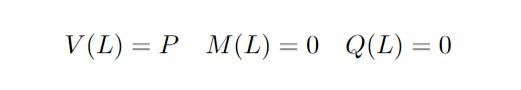 V(L) = P M(L) = 0 Q(L) = 0